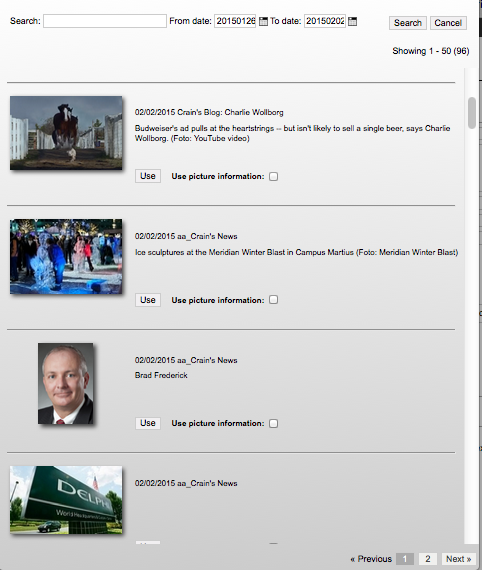 Search: From date: 20150126 To date: 20150202 Search Cancel
Showing 1 - 50 (96)
02/02/2015 Crain's Blog: Charlie Wollborg
Budweiser's ad pulls at the heartstrings -- but isn't likely to sell a single beer, says Charlie
Wollborg. (Foto: YouTube video)
Use Use picture information:
02/02/2015 aa_Crain's News
Ice sculptures at the Meridian Winter Blast in Campus Martius (Foto: Meridian Winter Blast)
Use Use picture information:
02/02/2015 aa_Crain's News
Brad Frederick
Use Use picture information:
02/02/2015 aa_Crain's News
DELPHI
World Headquarters
« Previous 1 2 Next »